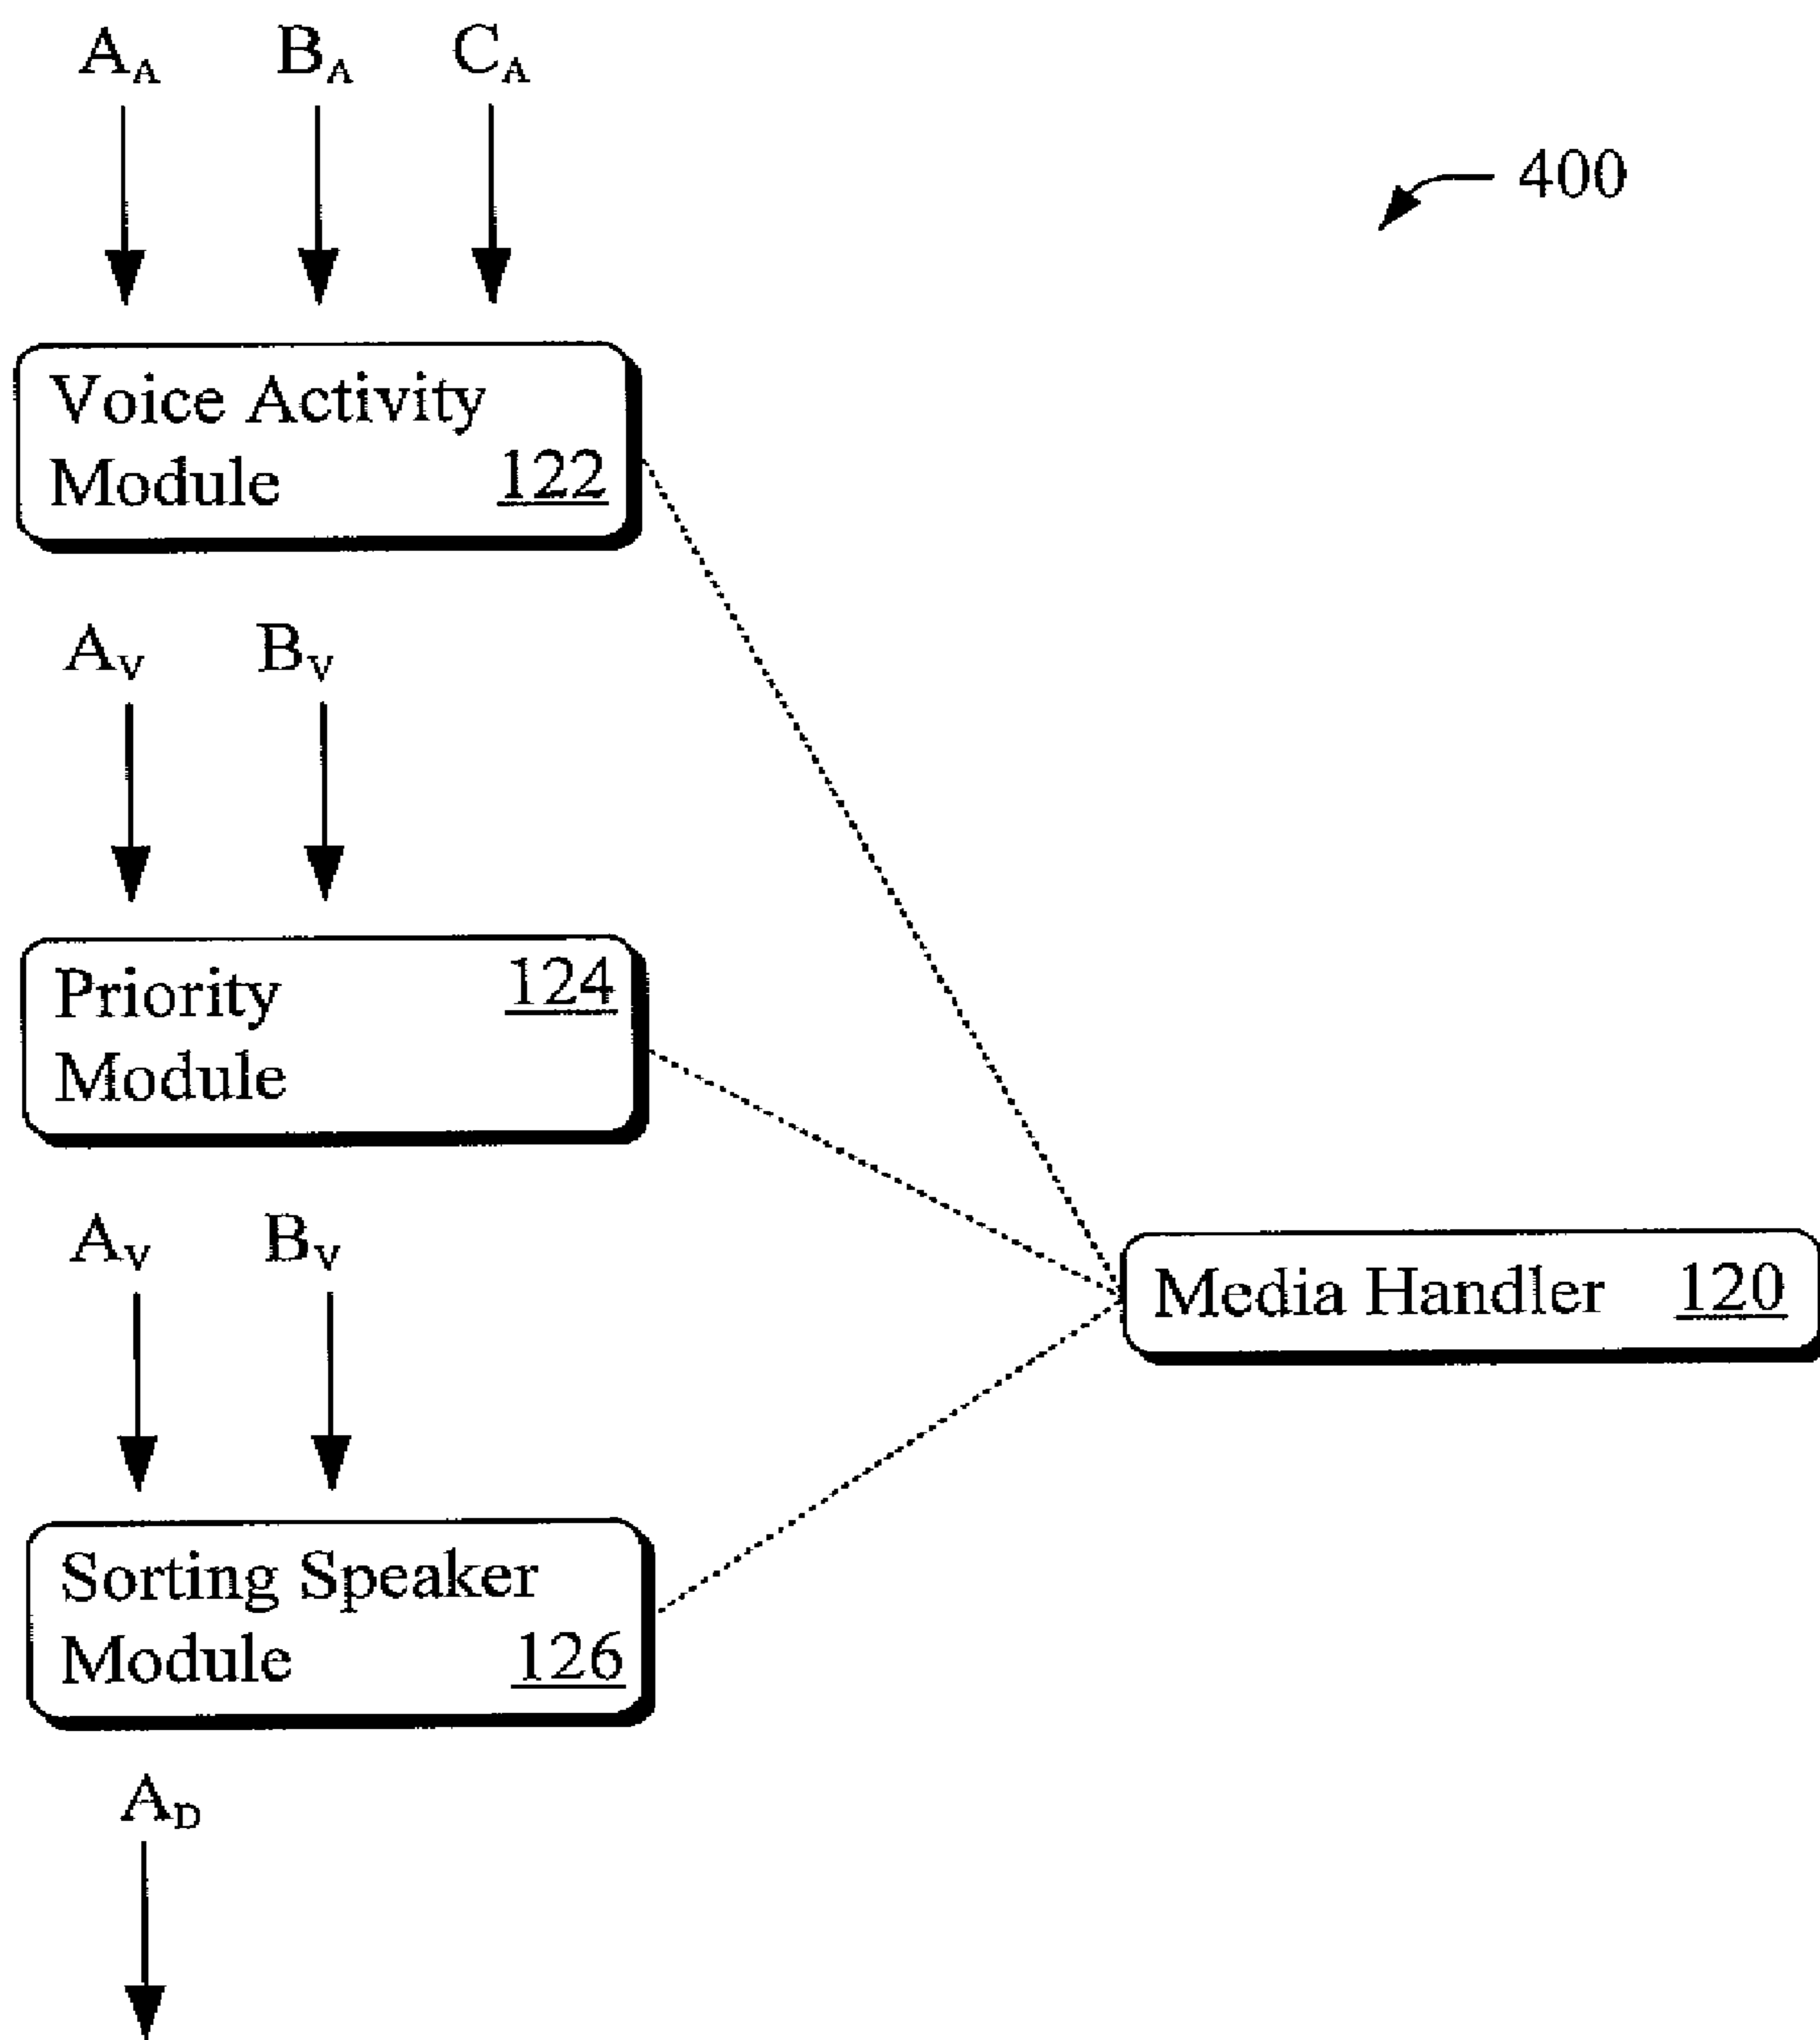 A_A B_A C_A
400
Voice Activity
Module 122
A_V B_V
Priority 124
Module
A_V B_V
Media Handler 120
Sorting Speaker
Module 126
A_D